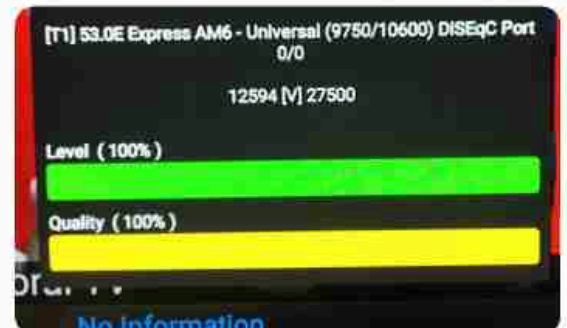 [T1] 53.0E Express AM6 - Universal (9750/10600) DiSEqC Port
0/0
12594 [V] 27500
Level (100%)
Quality (100%)
No Information